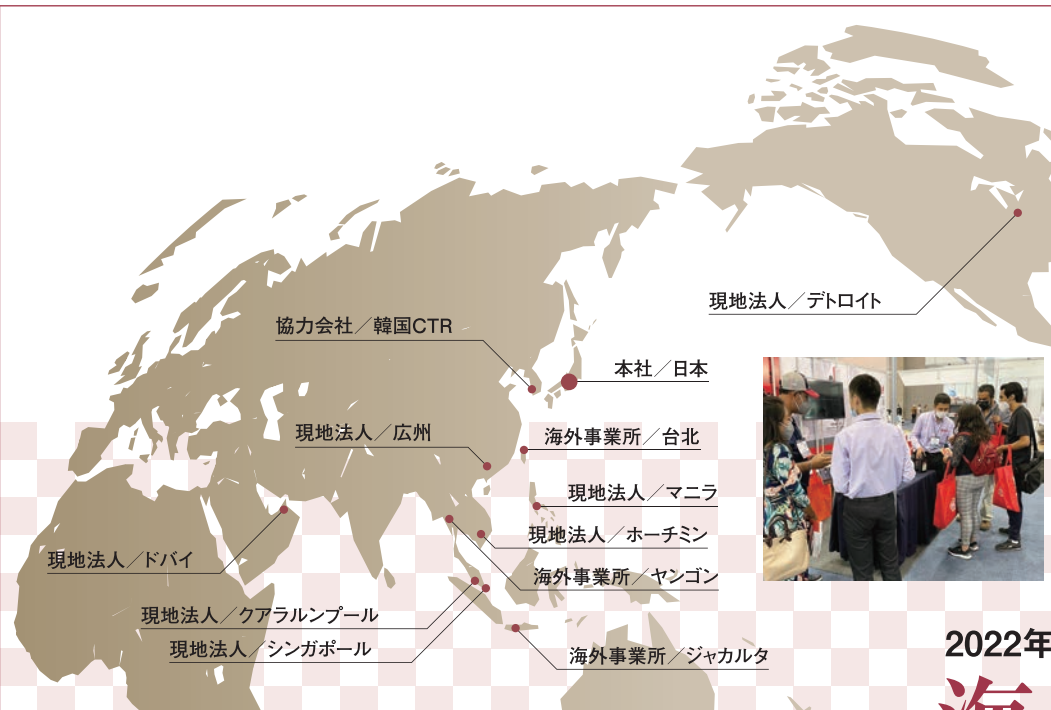 現地法人／デトロイト
協力会社／韓国CTR
本社／日本
現地法人／広州
海外事業所／台北
現地法人／マニラ
現地法人／ホーチミン
現地法人／ドバイ
海外事業所／ヤンゴン
現地法人／クアラルンプール
現地法人／シンガポール
海外事業所／ジャカルタ
2022年
海